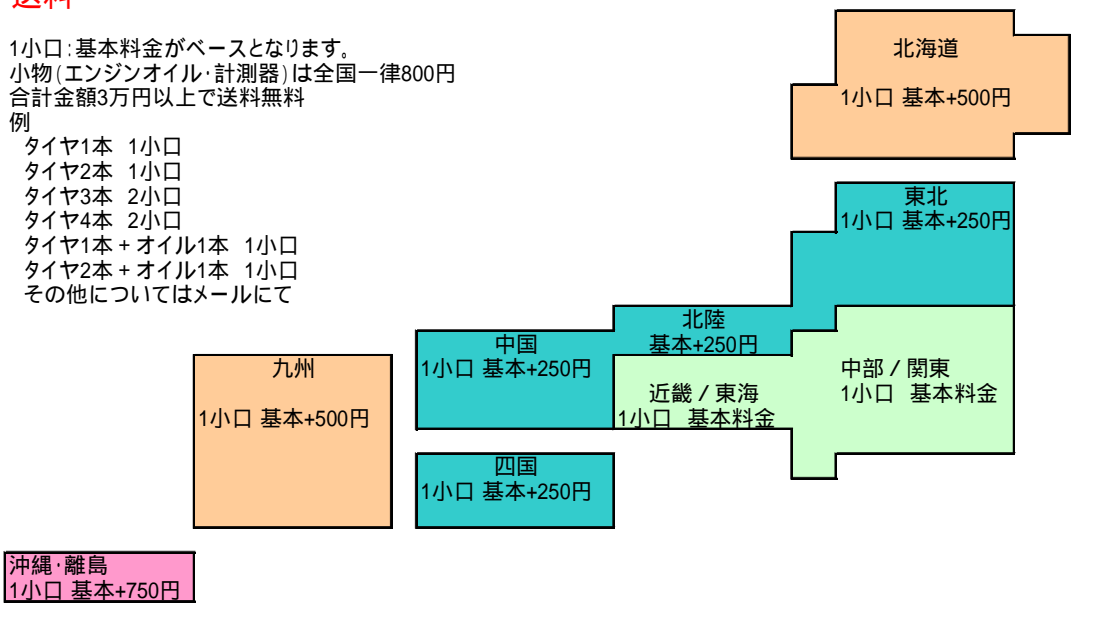 送料
1小口:基本料金がベースとなります。
小物(エンジンオイル・計測器)は全国一律800円
合計金額3万円以上で送料無料
例
タイヤ1本 1小口
タイヤ2本 1小口
タイヤ3本 2小口
タイヤ4本 2小口
タイヤ1本+オイル1本 1小口
タイヤ2本+オイル1本 1小口
その他についてはメールにて
北海道
1小口 基本+500円
東北
1小口 基本+250円
北陸
基本+250円
中国
1小口 基本+250円
中部/関東
1小口 基本料金
近畿/東海
1小口 基本料金
九州
1小口 基本+500円
四国
1小口 基本+250円
沖縄・離島
1小口 基本+750円